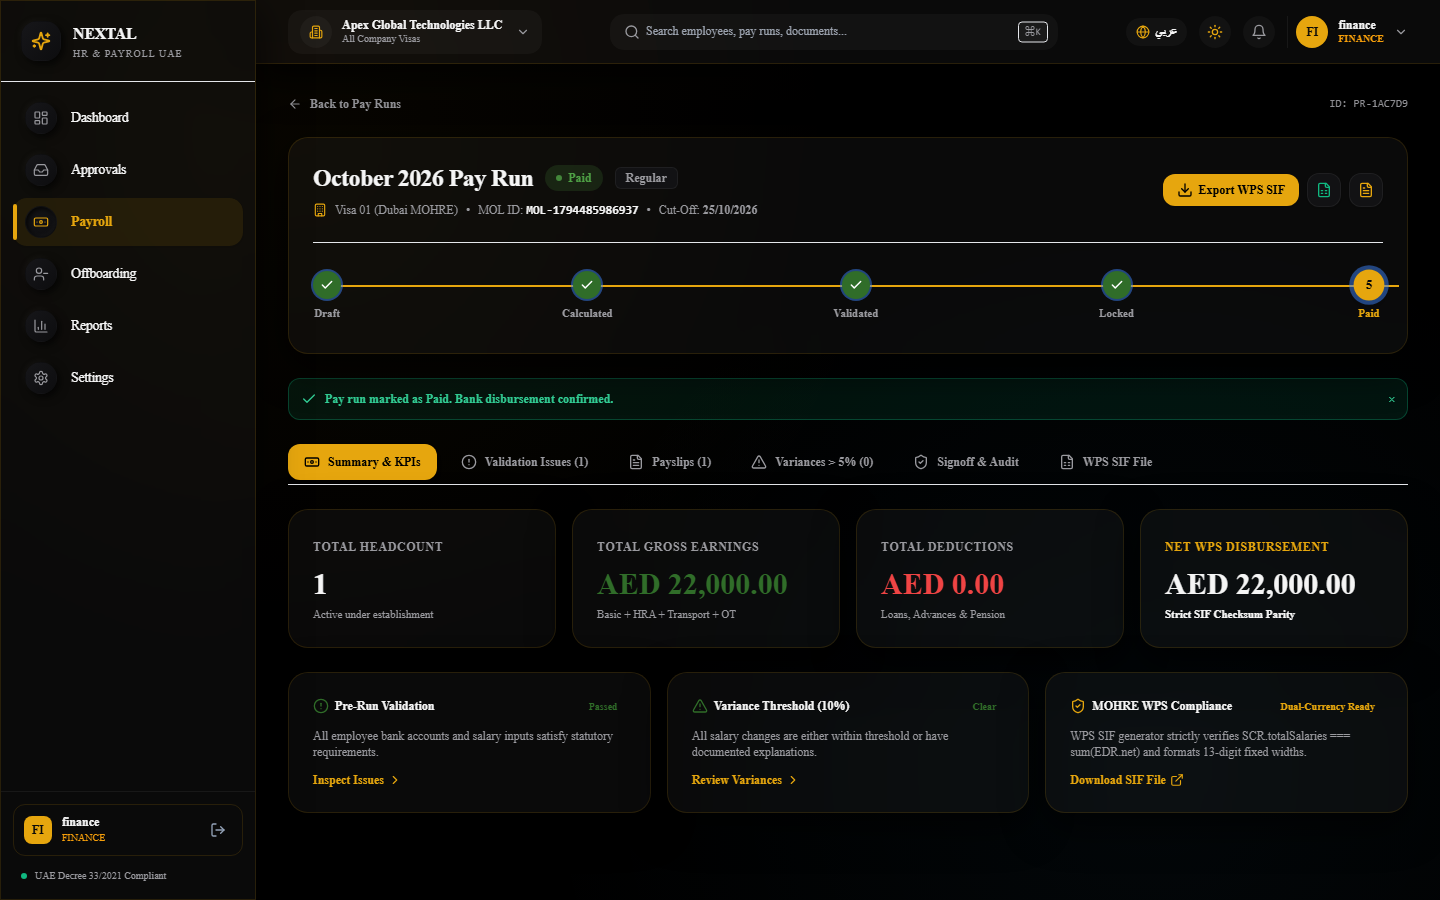 NEXTAL
HR & PAYROLL UAE
Apex Global Technologies LLC
All Company Visas
Search employees, pay runs, documents...
⌘K
عربي
FI
finance
FINANCE
Dashboard
Approvals
Payroll
Offboarding
Reports
Settings
Back to Pay Runs
ID: PR-1AC7D9
October 2026 Pay Run
Paid
Regular
Visa 01 (Dubai MOHRE) • MOL ID: MOL-1794485986937 • Cut-Off: 25/10/2026
Export WPS SIF
5
Draft
Calculated
Validated
Locked
Paid
Pay run marked as Paid. Bank disbursement confirmed.
×
Summary & KPIs
Validation Issues (1)
Payslips (1)
Variances > 5% (0)
Signoff & Audit
WPS SIF File
TOTAL HEADCOUNT
1
Active under establishment
TOTAL GROSS EARNINGS
AED 22,000.00
Basic + HRA + Transport + OT
TOTAL DEDUCTIONS
AED 0.00
Loans, Advances & Pension
NET WPS DISBURSEMENT
AED 22,000.00
Strict SIF Checksum Parity
Pre-Run Validation
Passed
All employee bank accounts and salary inputs satisfy statutory
requirements.
Inspect Issues
Variance Threshold (10%)
Clear
All salary changes are either within threshold or have
documented explanations.
Review Variances
MOHRE WPS Compliance
Dual-Currency Ready
WPS SIF generator strictly verifies SCR.totalSalaries ===
sum(EDR.net) and formats 13-digit fixed widths.
Download SIF File
FI
finance
FINANCE
UAE Decree 33/2021 Compliant